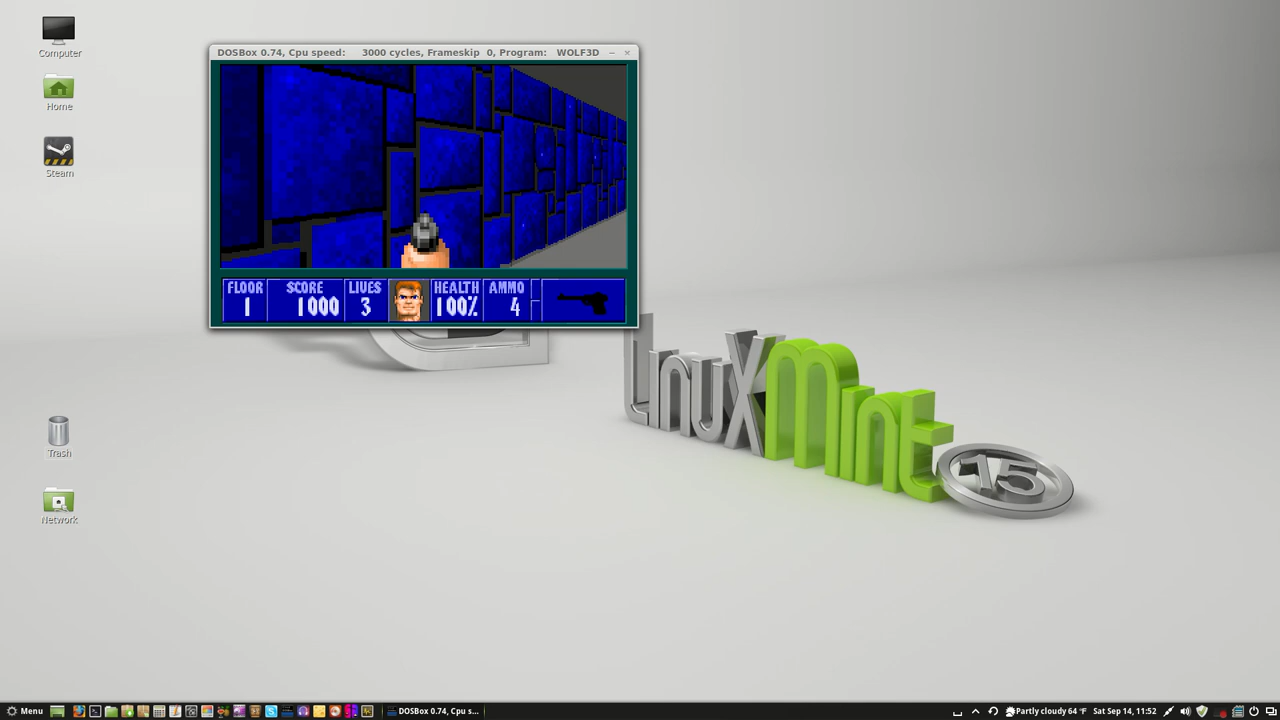 Computer
Home
Steam
Trash
Network
DOSBox 0.74, Cpu speed: 3000 cycles, Frameskip 0, Program: WOLF3D
FLOOR SCORE LIVES HEALTH AMMO
1 1000 3 100% 4
LinuxMint
15
Menu DOSBox 0.74, Cpu s... Partly cloudy 64 °F Sat Sep 14, 11:52